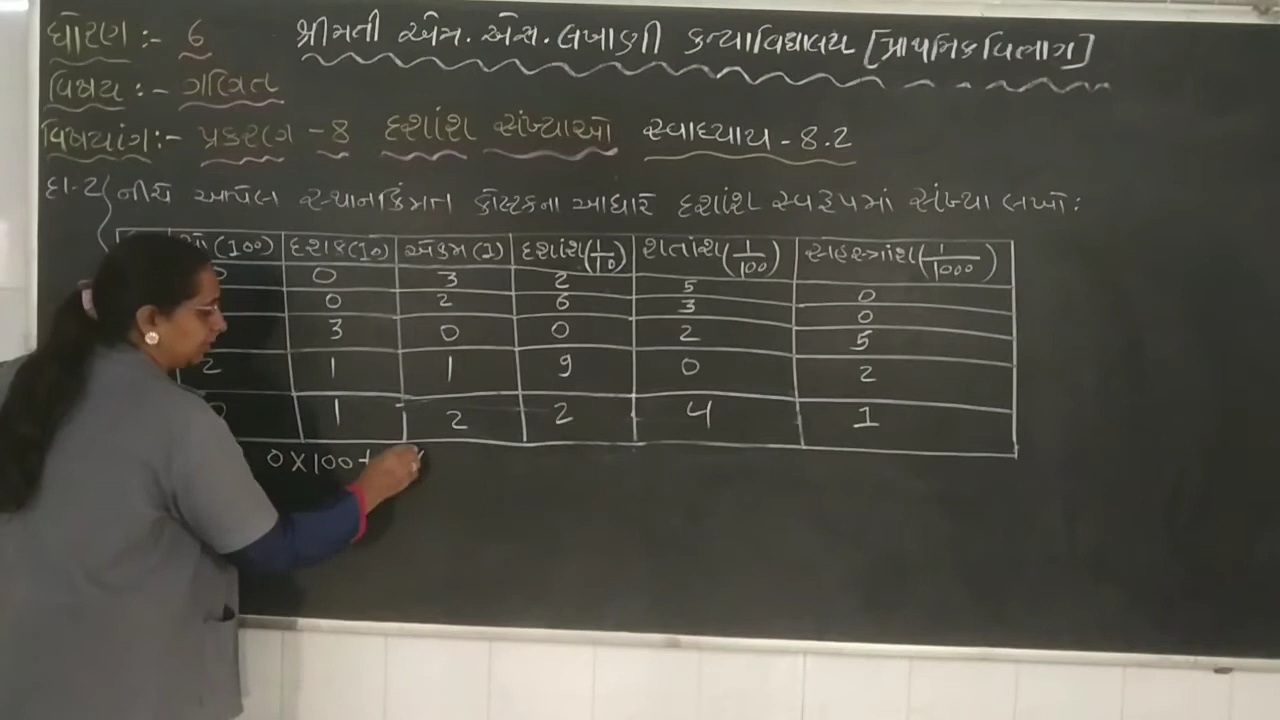 ધોરણ :- 6 શ્રીમતી એમ. એસ. લખાણી કન્યાવિદ્યાલય [પ્રાથમિક વિભાગ]
વિષય :- ગણિત
વિષયાંગ:- પ્રકરણ - 8 દશાંશ સંખ્યાઓ સ્વાધ્યાય - 8.2
દા-2 નીચે આપેલ સ્થાનકિંમત કોષ્ટકના આધારે દશાંશ સ્વરૂપમાં સંખ્યા લખો :
(100) દશક(10) એકમ(1) દશાંશ(1/10) શતાંશ(1/100) સહસ્ત્રાંશ(1/1000)
0 3 2 5 0
0 2 6 3 0
3 0 0 2 5
2 1 1 9 0 2
1 2 2 4 1
0 X 100 +